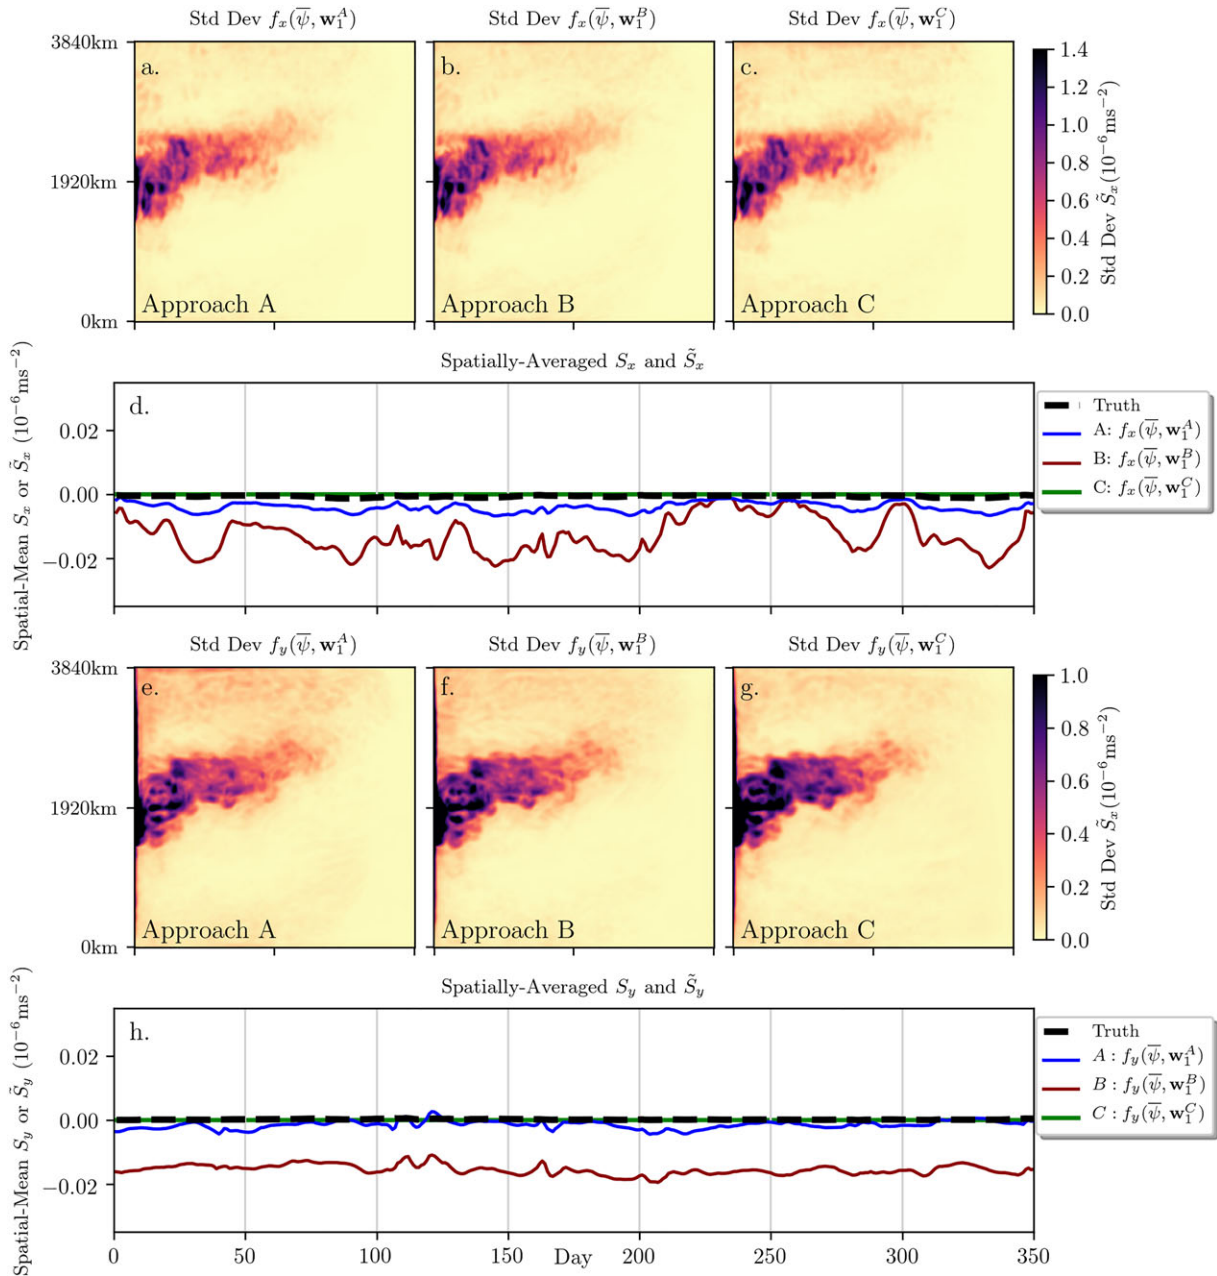 Std Dev $f_x(\overline{\psi}, \mathbf{w}_1^A)$ Std Dev $f_x(\overline{\psi}, \mathbf{w}_1^B)$ Std Dev $f_x(\overline{\psi}, \mathbf{w}_1^C)$
3840km
1920km
0km
a.
Approach A
b.
Approach B
c.
Approach C
1.4
1.2
1.0
0.8
0.6
0.4
0.2
0.0
Std Dev $\tilde{S}_x(10^{-6}\mathrm{ms}^{-2})$
Spatially-Averaged $S_x$ and $\tilde{S}_x$
Spatial-Mean $S_x$ or $\tilde{S}_x$ $(10^{-6}\mathrm{ms}^{-2})$
d.
0.02
0.00
−0.02
Truth
A: $f_x(\overline{\psi}, \mathbf{w}_1^A)$
B: $f_x(\overline{\psi}, \mathbf{w}_1^B)$
C: $f_x(\overline{\psi}, \mathbf{w}_1^C)$
Std Dev $f_y(\overline{\psi}, \mathbf{w}_1^A)$ Std Dev $f_y(\overline{\psi}, \mathbf{w}_1^B)$ Std Dev $f_y(\overline{\psi}, \mathbf{w}_1^C)$
3840km
1920km
0km
e.
Approach A
f.
Approach B
g.
Approach C
1.0
0.8
0.6
0.4
0.2
0.0
Std Dev $\tilde{S}_x(10^{-6}\mathrm{ms}^{-2})$
Spatially-Averaged $S_y$ and $\tilde{S}_y$
Spatial-Mean $S_y$ or $\tilde{S}_y$ $(10^{-6}\mathrm{ms}^{-2})$
h.
0.02
0.00
−0.02
Truth
$A : f_y(\overline{\psi}, \mathbf{w}_1^A)$
$B : f_y(\overline{\psi}, \mathbf{w}_1^B)$
$C : f_y(\overline{\psi}, \mathbf{w}_1^C)$
0 50 100 150 200 250 300 350
Day